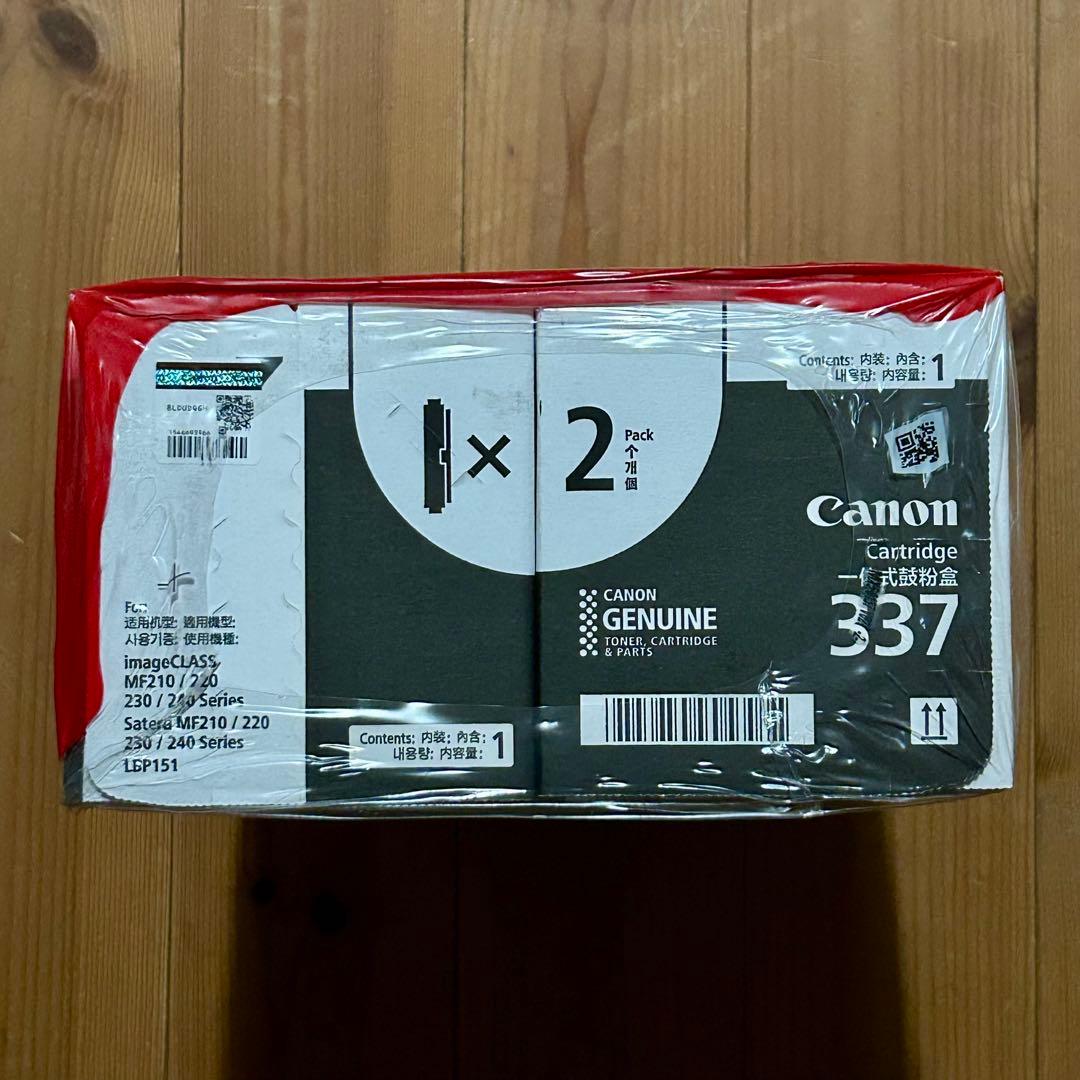 For
适用机型: 適用機型:
사용기종: 使用機種:
imageCLASS
MF210 / 220
230 / 240 Series
Satera MF210 / 220
230 / 240 Series
LBP151
× 2
Pack
个
개
個
Contents: 内装: 內含: 1
내용량: 内容量:
Canon
Cartridge
一体式鼓粉盒
337
CANON
GENUINE
TONER, CARTRIDGE
& PARTS
Contents: 内装: 內含: 1
내용량: 内容量: